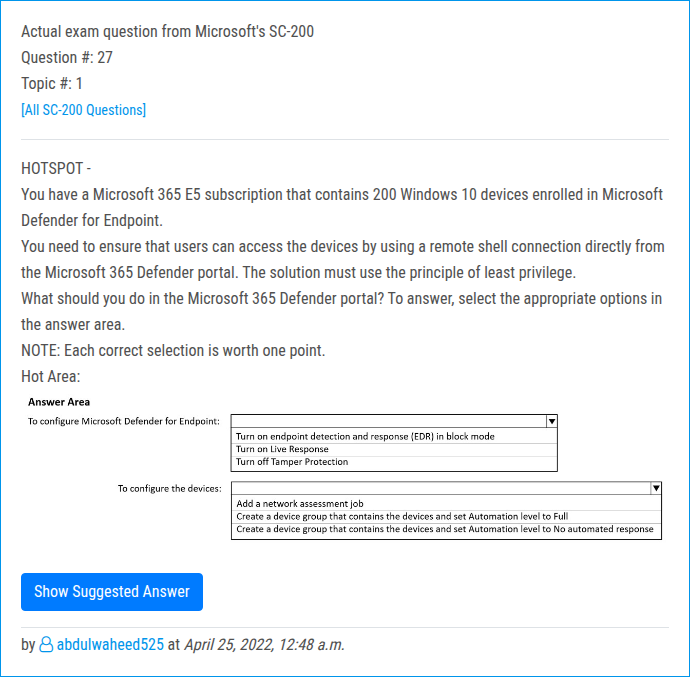 Actual exam question from Microsoft's SC-200
Question #: 27
Topic #: 1
[All SC-200 Questions]
HOTSPOT -
You have a Microsoft 365 E5 subscription that contains 200 Windows 10 devices enrolled in Microsoft
Defender for Endpoint.
You need to ensure that users can access the devices by using a remote shell connection directly from
the Microsoft 365 Defender portal. The solution must use the principle of least privilege.
What should you do in the Microsoft 365 Defender portal? To answer, select the appropriate options in
the answer area.
NOTE: Each correct selection is worth one point.
Hot Area:
Answer Area
To configure Microsoft Defender for Endpoint:
Turn on endpoint detection and response (EDR) in block mode
Turn on Live Response
Turn off Tamper Protection
To configure the devices:
Add a network assessment job
Create a device group that contains the devices and set Automation level to Full
Create a device group that contains the devices and set Automation level to No automated response
Show Suggested Answer
by abdulwaheed525 at April 25, 2022, 12:48 a.m.